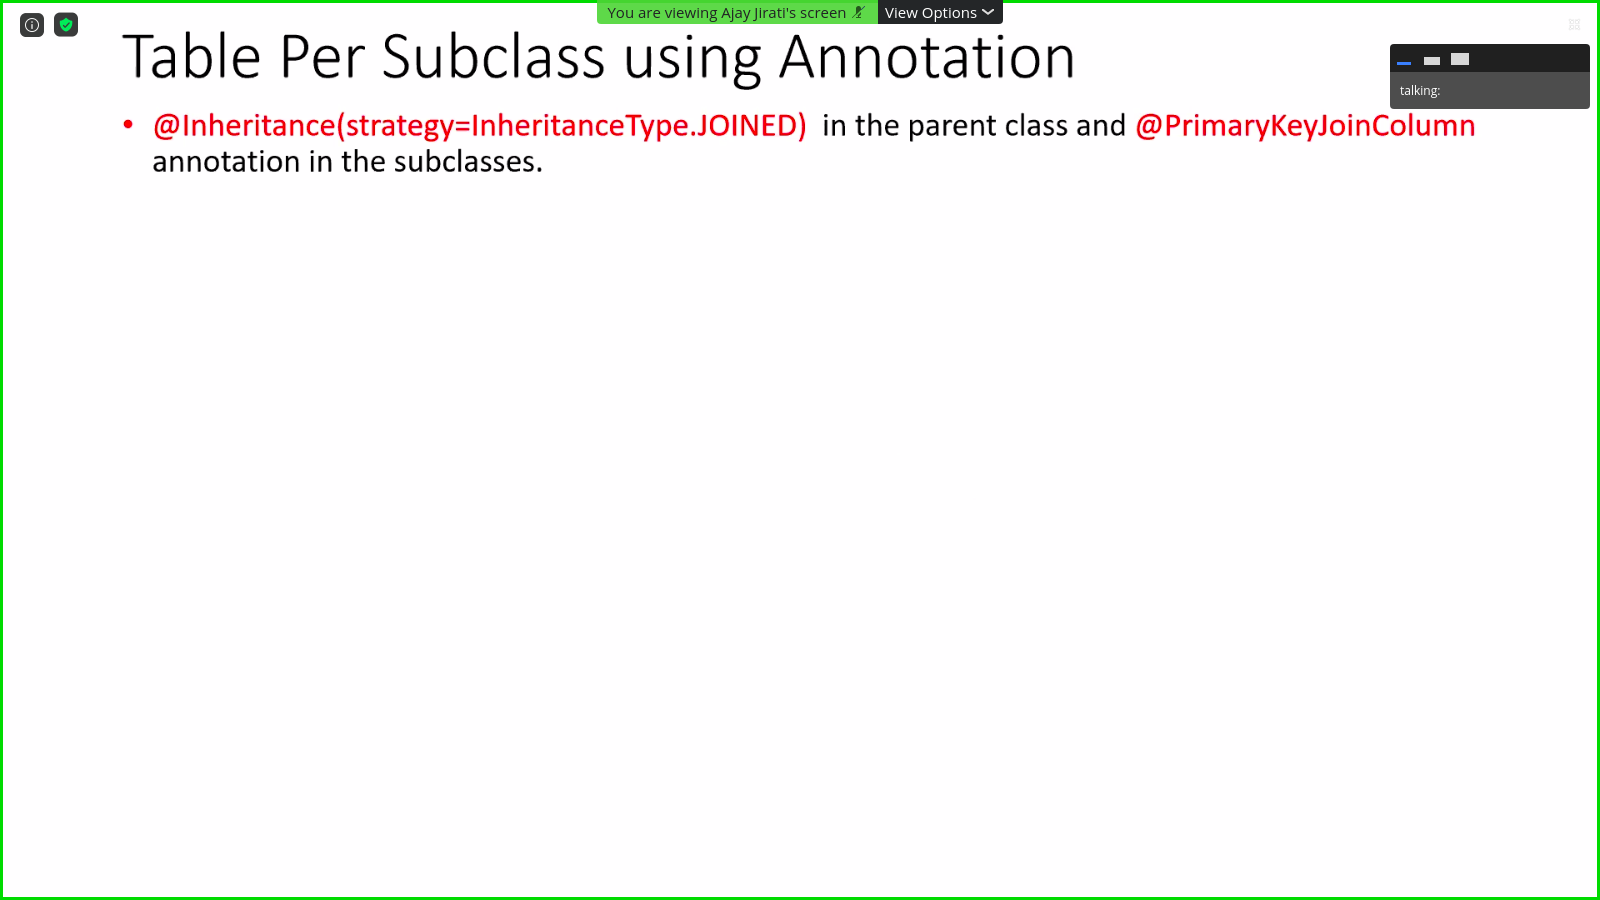 You are viewing Ajay Jirati's screen View Options
Table Per Subclass using Annotation
talking:
• @Inheritance(strategy=InheritanceType.JOINED) in the parent class and @PrimaryKeyJoinColumn
annotation in the subclasses.